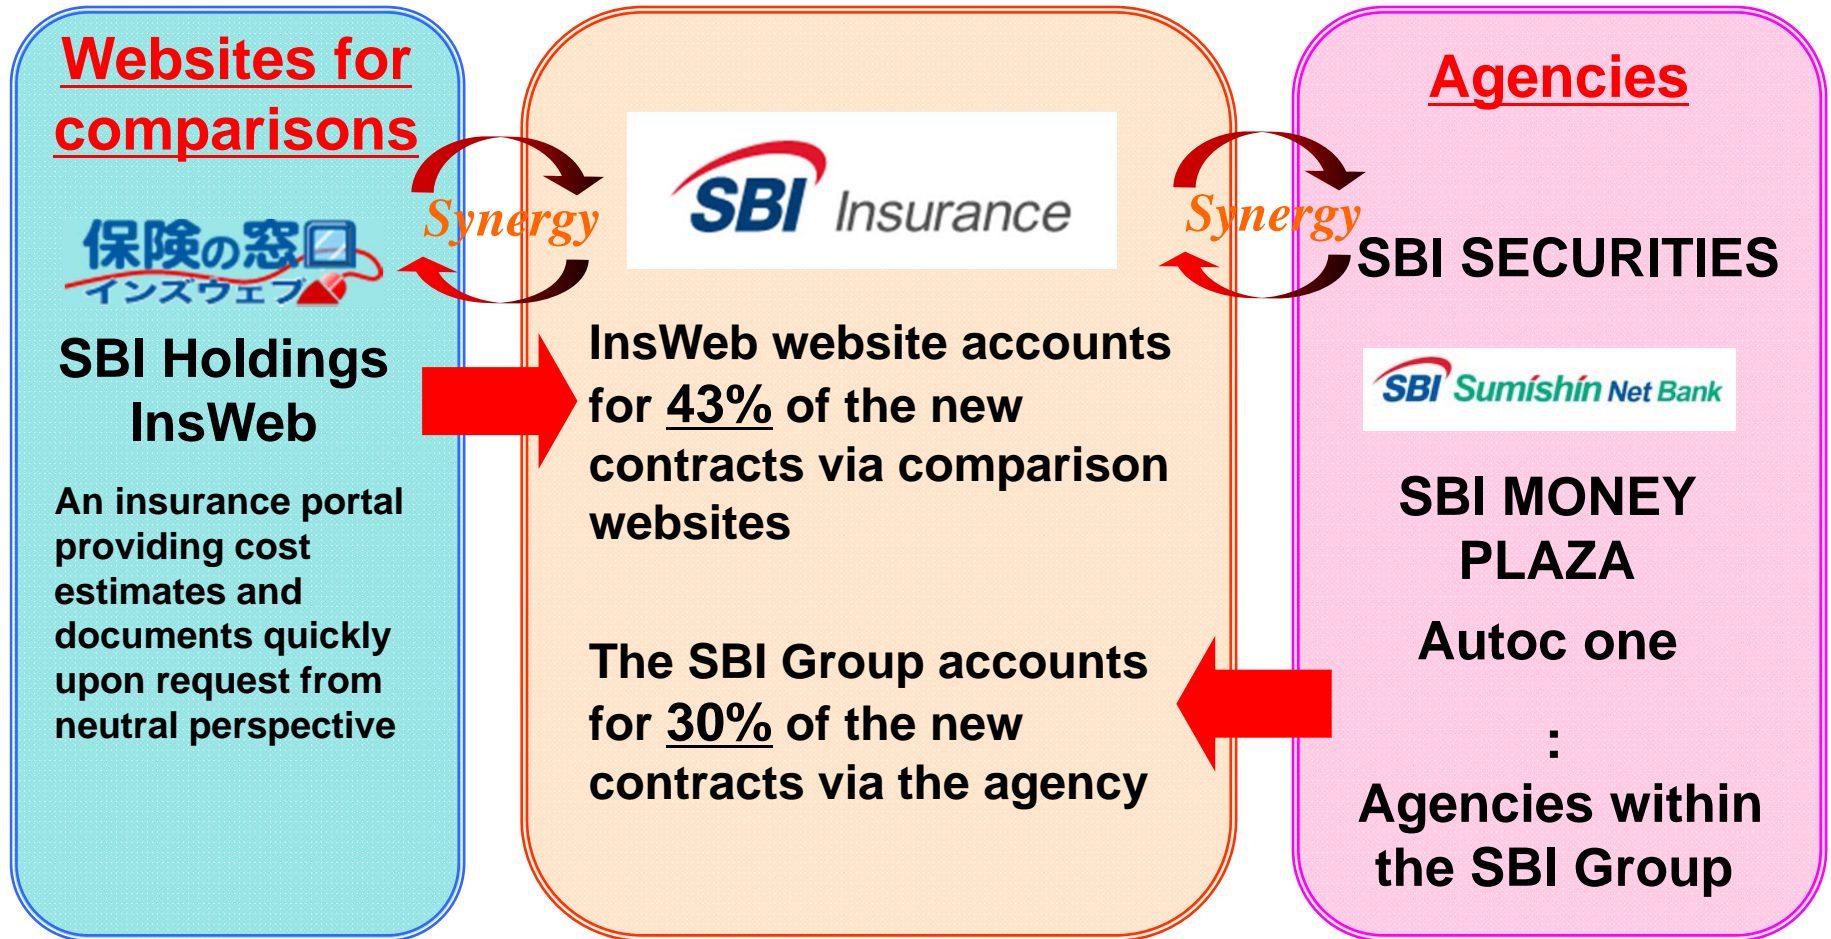 Websites for
comparisons
保険の窓口
インズウェブ
SBI Holdings
InsWeb
An insurance portal
providing cost
estimates and
documents quickly
upon request from
neutral perspective
Synergy
SBI Insurance
InsWeb website accounts
for 43% of the new
contracts via comparison
websites
The SBI Group accounts
for 30% of the new
contracts via the agency
Synergy
Agencies
SBI SECURITIES
SBI Sumishin Net Bank
SBI MONEY
PLAZA
Autoc one
:
Agencies within
the SBI Group